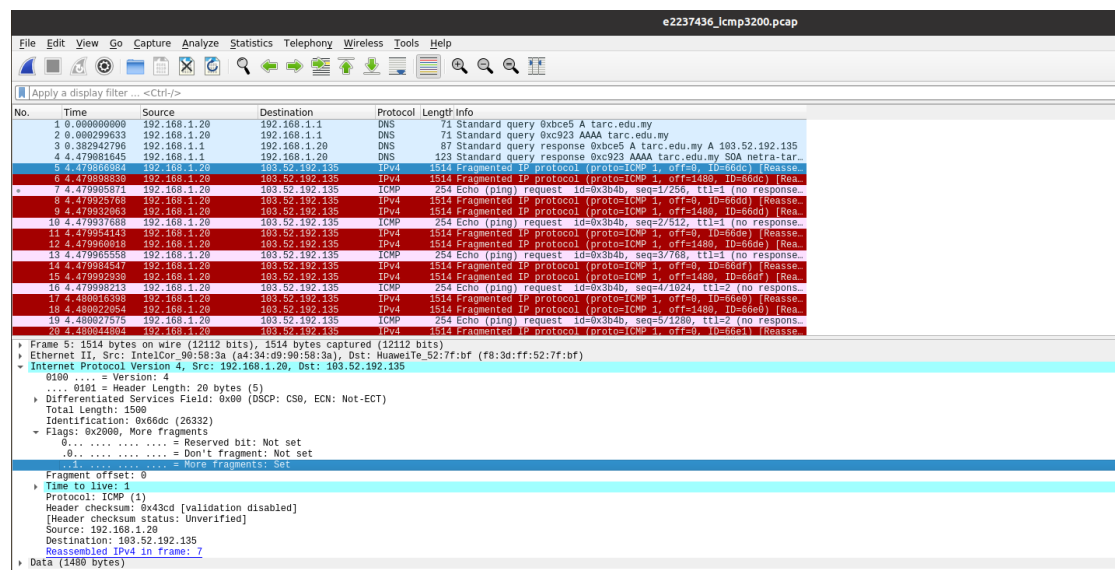 e2237436_icmp3200.pcap
File Edit View Go Capture Analyze Statistics Telephony Wireless Tools Help
Apply a display filter ... <Ctrl-/>
No. Time Source Destination Protocol Length Info
1 0.000000000 192.168.1.20 192.168.1.1 DNS 71 Standard query 0xbce5 A tarc.edu.my
2 0.000299633 192.168.1.20 192.168.1.1 DNS 71 Standard query 0xc923 AAAA tarc.edu.my
3 0.382942796 192.168.1.1 192.168.1.20 DNS 87 Standard query response 0xbce5 A tarc.edu.my A 103.52.192.135
4 4.479081645 192.168.1.1 192.168.1.20 DNS 123 Standard query response 0xc923 AAAA tarc.edu.my SOA netra-tar…
5 4.479866984 192.168.1.20 103.52.192.135 IPv4 1514 Fragmented IP protocol (proto=ICMP 1, off=0, ID=66dc) [Reasse…
6 4.479898830 192.168.1.20 103.52.192.135 IPv4 1514 Fragmented IP protocol (proto=ICMP 1, off=1480, ID=66dc) [Rea…
7 4.479905871 192.168.1.20 103.52.192.135 ICMP 254 Echo (ping) request id=0x3b4b, seq=1/256, ttl=1 (no response…
8 4.479925768 192.168.1.20 103.52.192.135 IPv4 1514 Fragmented IP protocol (proto=ICMP 1, off=0, ID=66dd) [Reasse…
9 4.479932063 192.168.1.20 103.52.192.135 IPv4 1514 Fragmented IP protocol (proto=ICMP 1, off=1480, ID=66dd) [Rea…
10 4.479937688 192.168.1.20 103.52.192.135 ICMP 254 Echo (ping) request id=0x3b4b, seq=2/512, ttl=1 (no response…
11 4.479954143 192.168.1.20 103.52.192.135 IPv4 1514 Fragmented IP protocol (proto=ICMP 1, off=0, ID=66de) [Reasse…
12 4.479960018 192.168.1.20 103.52.192.135 IPv4 1514 Fragmented IP protocol (proto=ICMP 1, off=1480, ID=66de) [Rea…
13 4.479965558 192.168.1.20 103.52.192.135 ICMP 254 Echo (ping) request id=0x3b4b, seq=3/768, ttl=1 (no response…
14 4.479984547 192.168.1.20 103.52.192.135 IPv4 1514 Fragmented IP protocol (proto=ICMP 1, off=0, ID=66df) [Reasse…
15 4.479992930 192.168.1.20 103.52.192.135 IPv4 1514 Fragmented IP protocol (proto=ICMP 1, off=1480, ID=66df) [Rea…
16 4.479998213 192.168.1.20 103.52.192.135 ICMP 254 Echo (ping) request id=0x3b4b, seq=4/1024, ttl=2 (no respons…
17 4.480016398 192.168.1.20 103.52.192.135 IPv4 1514 Fragmented IP protocol (proto=ICMP 1, off=0, ID=66e0) [Reasse…
18 4.480022054 192.168.1.20 103.52.192.135 IPv4 1514 Fragmented IP protocol (proto=ICMP 1, off=1480, ID=66e0) [Rea…
19 4.480027575 192.168.1.20 103.52.192.135 ICMP 254 Echo (ping) request id=0x3b4b, seq=5/1280, ttl=2 (no respons…
20 4.480044804 192.168.1.20 103.52.192.135 IPv4 1514 Fragmented IP protocol (proto=ICMP 1, off=0, ID=66e1) [Reasse…
Frame 5: 1514 bytes on wire (12112 bits), 1514 bytes captured (12112 bits)
Ethernet II, Src: IntelCor_90:58:3a (a4:34:d9:90:58:3a), Dst: HuaweiTe_52:7f:bf (f8:3d:ff:52:7f:bf)
Internet Protocol Version 4, Src: 192.168.1.20, Dst: 103.52.192.135
0100 .... = Version: 4
.... 0101 = Header Length: 20 bytes (5)
Differentiated Services Field: 0x00 (DSCP: CS0, ECN: Not-ECT)
Total Length: 1500
Identification: 0x66dc (26332)
Flags: 0x2000, More fragments
0... .... .... .... = Reserved bit: Not set
.0.. .... .... .... = Don't fragment: Not set
..1. .... .... .... = More fragments: Set
Fragment offset: 0
Time to live: 1
Protocol: ICMP (1)
Header checksum: 0x43cd [validation disabled]
[Header checksum status: Unverified]
Source: 192.168.1.20
Destination: 103.52.192.135
Reassembled IPv4 in frame: 7
Data (1480 bytes)